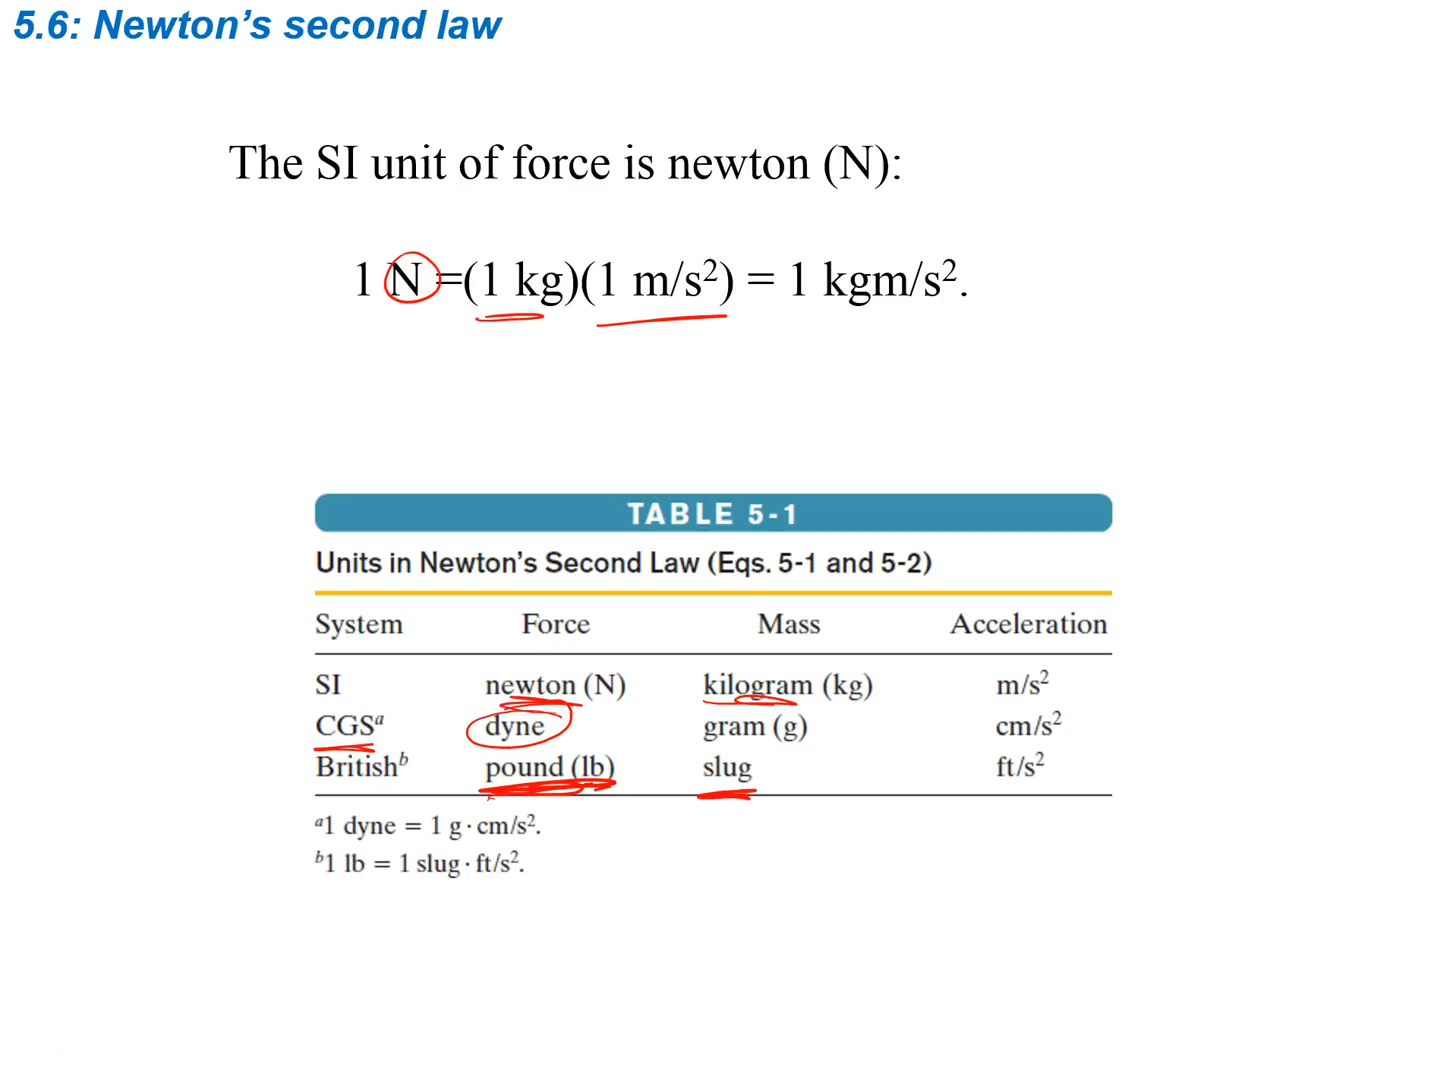 5.6: Newton’s second law
The SI unit of force is newton (N):
1 N =(1 kg)(1 m/s²) = 1 kgm/s².
TABLE 5-1
Units in Newton’s Second Law (Eqs. 5-1 and 5-2)
System Force Mass Acceleration
SI newton (N) kilogram (kg) m/s²
CGSᵃ dyne gram (g) cm/s²
Britishᵇ pound (lb) slug ft/s²
ᵃ1 dyne = 1 g · cm/s².
ᵇ1 lb = 1 slug · ft/s².